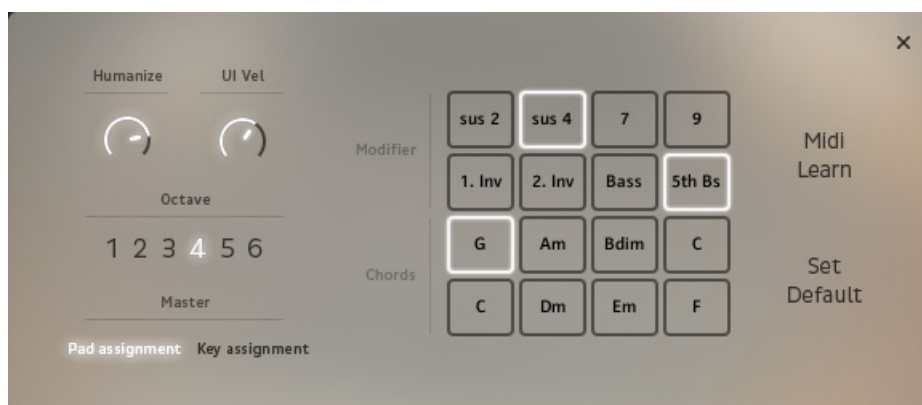 ×
Humanize
UI Vel
Octave
1 2 3 4 5 6
Master
Pad assignment
Key assignment
Modifier
sus 2
sus 4
7
9
1. Inv
2. Inv
Bass
5th Bs
Chords
G
Am
Bdim
C
C
Dm
Em
F
Midi
Learn
Set
Default